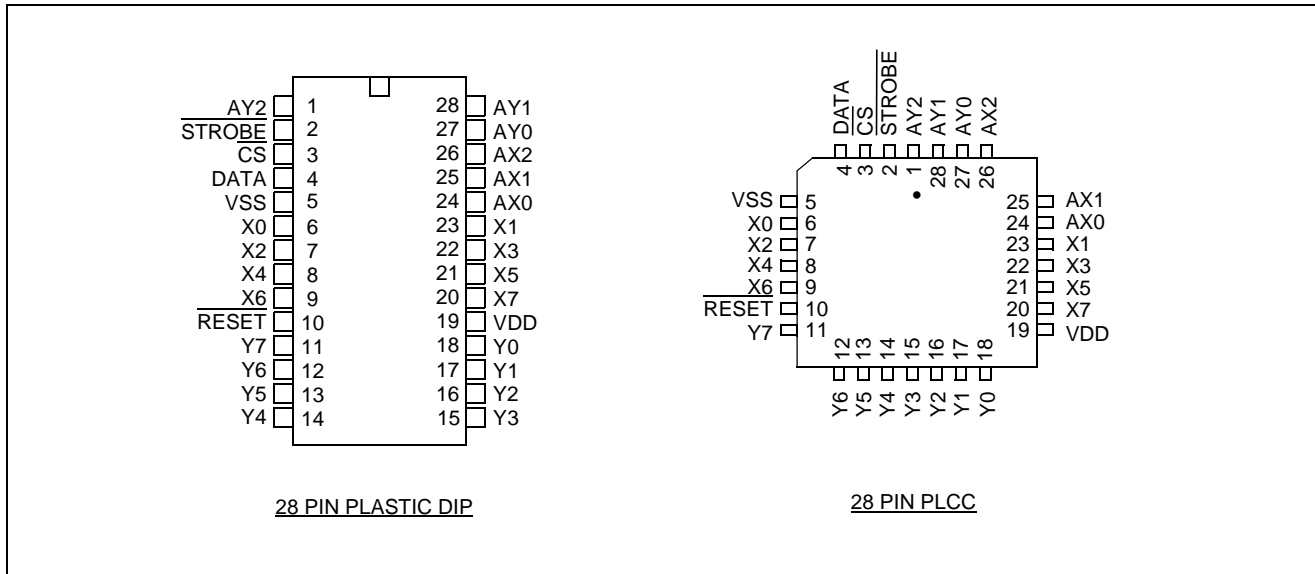 AY2 1 28 AY1
STROBE 2 27 AY0
CS 3 26 AX2
DATA 4 25 AX1
VSS 5 24 AX0
X0 6 23 X1
X2 7 22 X3
X4 8 21 X5
X6 9 20 X7
RESET 10 19 VDD
Y7 11 18 Y0
Y6 12 17 Y1
Y5 13 16 Y2
Y4 14 15 Y3
28 PIN PLASTIC DIP
DATA CS STROBE AY2 AY1 AY0 AX2
4 3 2 1 28 27 26
VSS 5 25 AX1
X0 6 24 AX0
X2 7 23 X1
X4 8 22 X3
X6 9 21 X5
RESET 10 20 X7
Y7 11 19 VDD
12 13 14 15 16 17 18
Y6 Y5 Y4 Y3 Y2 Y1 Y0
28 PIN PLCC